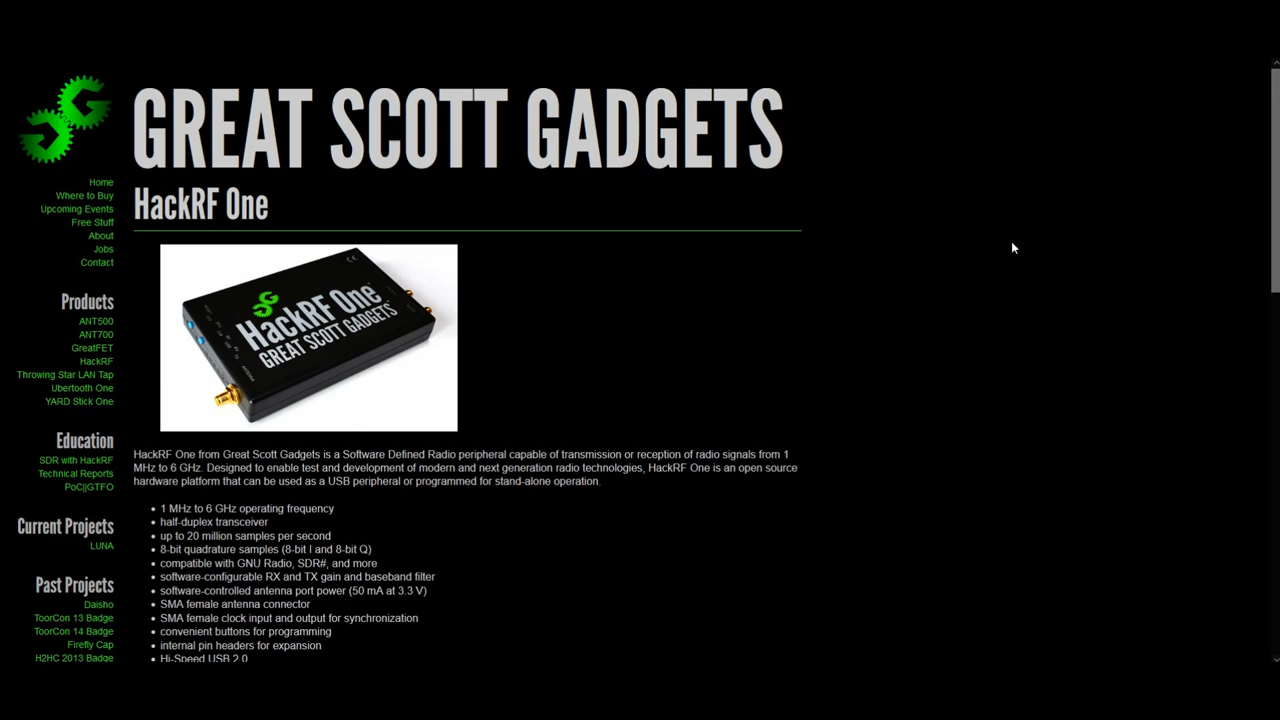 GREAT SCOTT GADGETS
HackRF One
Home
Where to Buy
Upcoming Events
Free Stuff
About
Jobs
Contact
Products
ANT500
ANT700
GreatFET
HackRF
Throwing Star LAN Tap
Ubertooth One
YARD Stick One
Education
SDR with HackRF
Technical Reports
PoC||GTFO
Current Projects
LUNA
Past Projects
Daisho
ToorCon 13 Badge
ToorCon 14 Badge
Firefly Cap
H2HC 2013 Badge
HackRF One
GREAT SCOTT GADGETS
HackRF One from Great Scott Gadgets is a Software Defined Radio peripheral capable of transmission or reception of radio signals from 1
MHz to 6 GHz. Designed to enable test and development of modern and next generation radio technologies, HackRF One is an open source
hardware platform that can be used as a USB peripheral or programmed for stand-alone operation.
• 1 MHz to 6 GHz operating frequency
• half-duplex transceiver
• up to 20 million samples per second
• 8-bit quadrature samples (8-bit I and 8-bit Q)
• compatible with GNU Radio, SDR#, and more
• software-configurable RX and TX gain and baseband filter
• software-controlled antenna port power (50 mA at 3.3 V)
• SMA female antenna connector
• SMA female clock input and output for synchronization
• convenient buttons for programming
• internal pin headers for expansion
• Hi-Speed USB 2.0